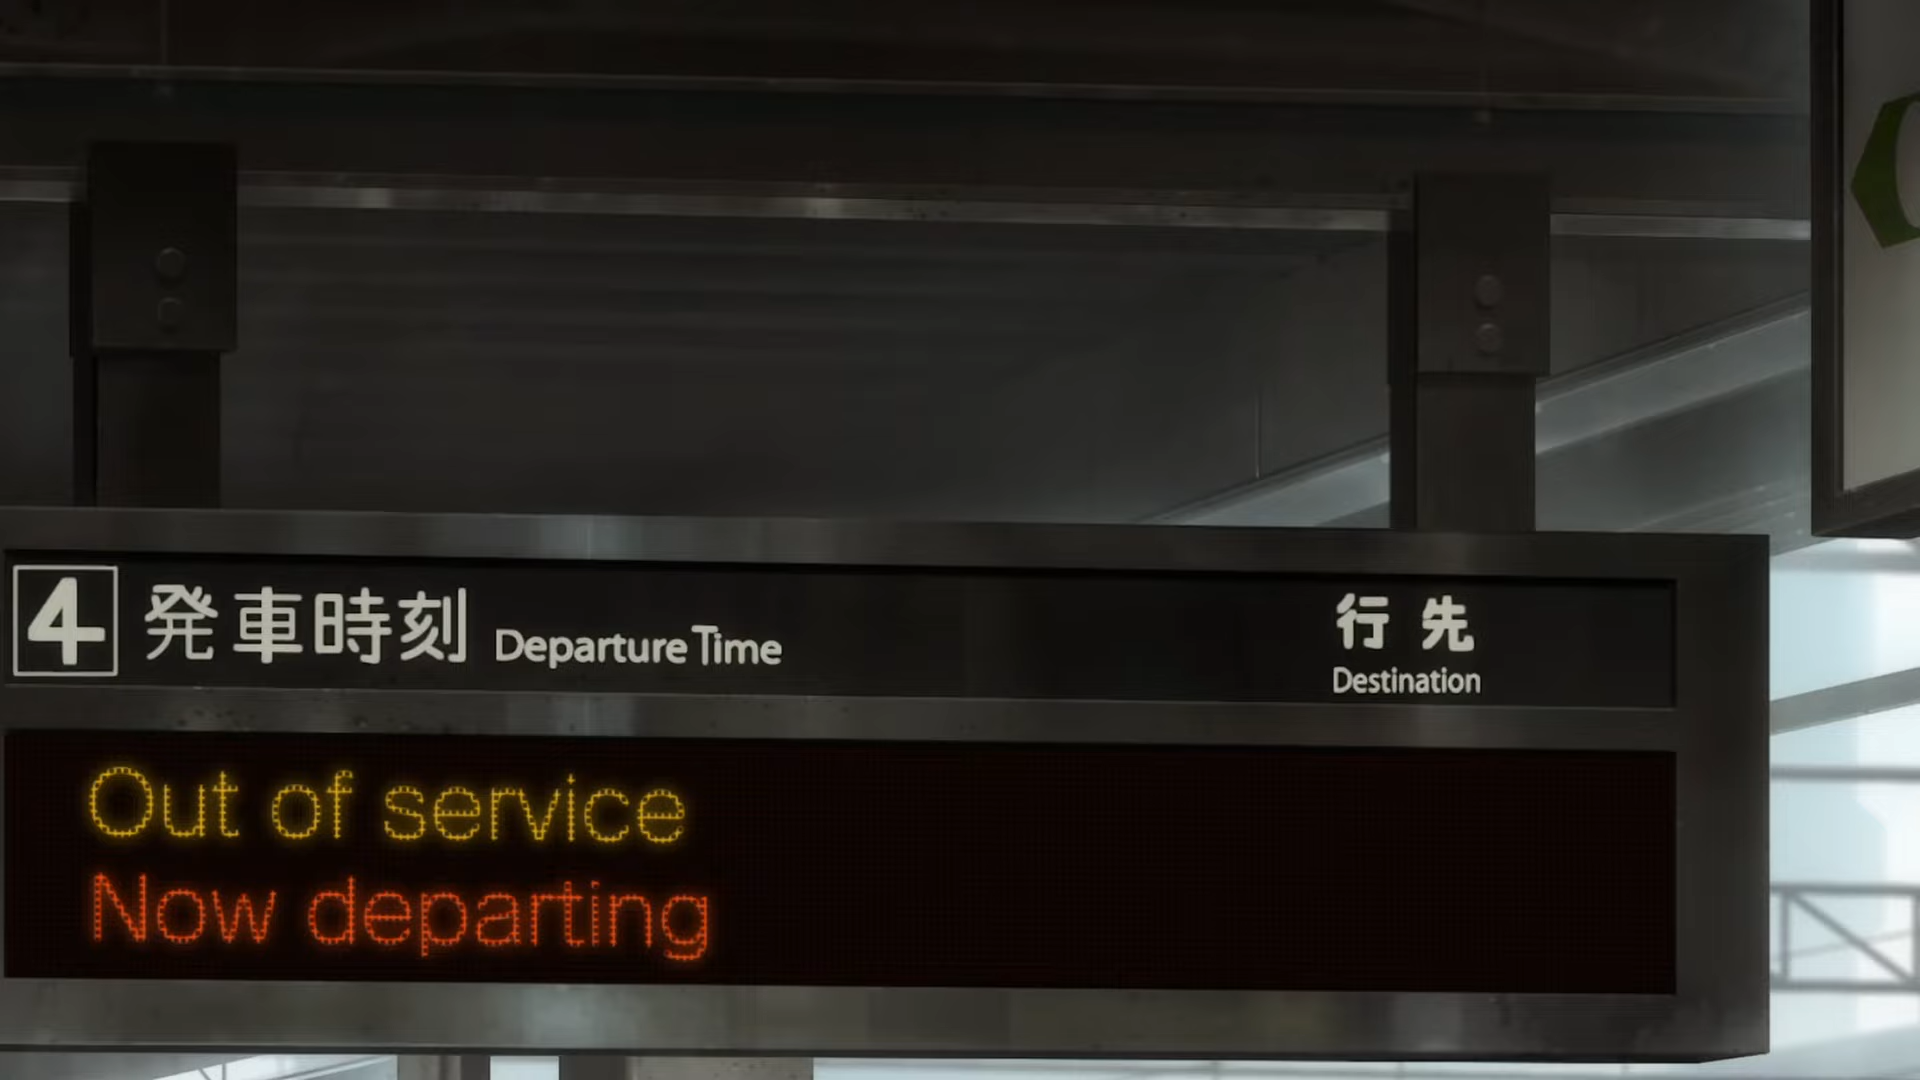 4 発車時刻 Departure Time
行先
Destination
Out of service
Now departing